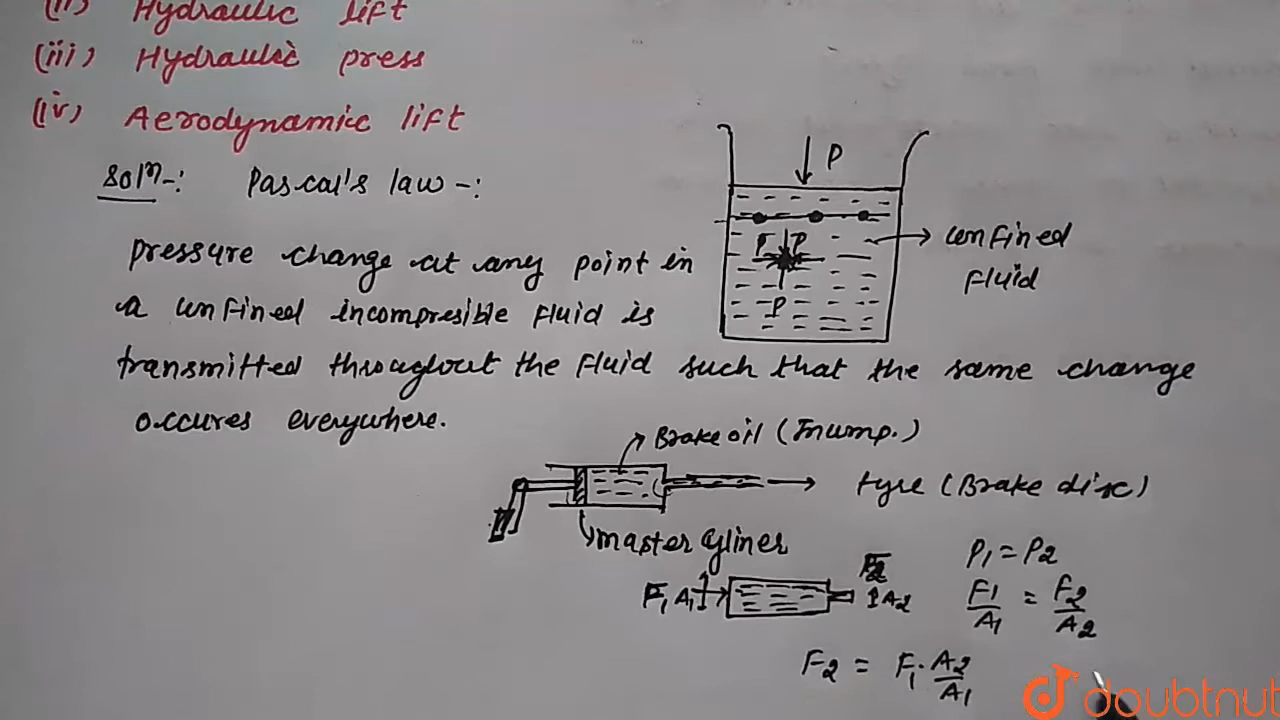 (ii) Hydraulic lift
(iii) Hydraulic press
(iv) Aerodynamic lift
Solⁿ-: Pascal's law -:
P
pressure change at any point in
a confined incompresible fluid is
transmitted throughout the fluid such that the same change
occures everywhere.
P P
P
confined
fluid
Brake oil (Incomp.)
tyre (Brake disc)
master cyliner
F₁ A₁
F₂
A₂
P₁ = P₂
F₁/A₁ = F₂/A₂
F₂ = F₁ . A₂/A₁
doubtnut